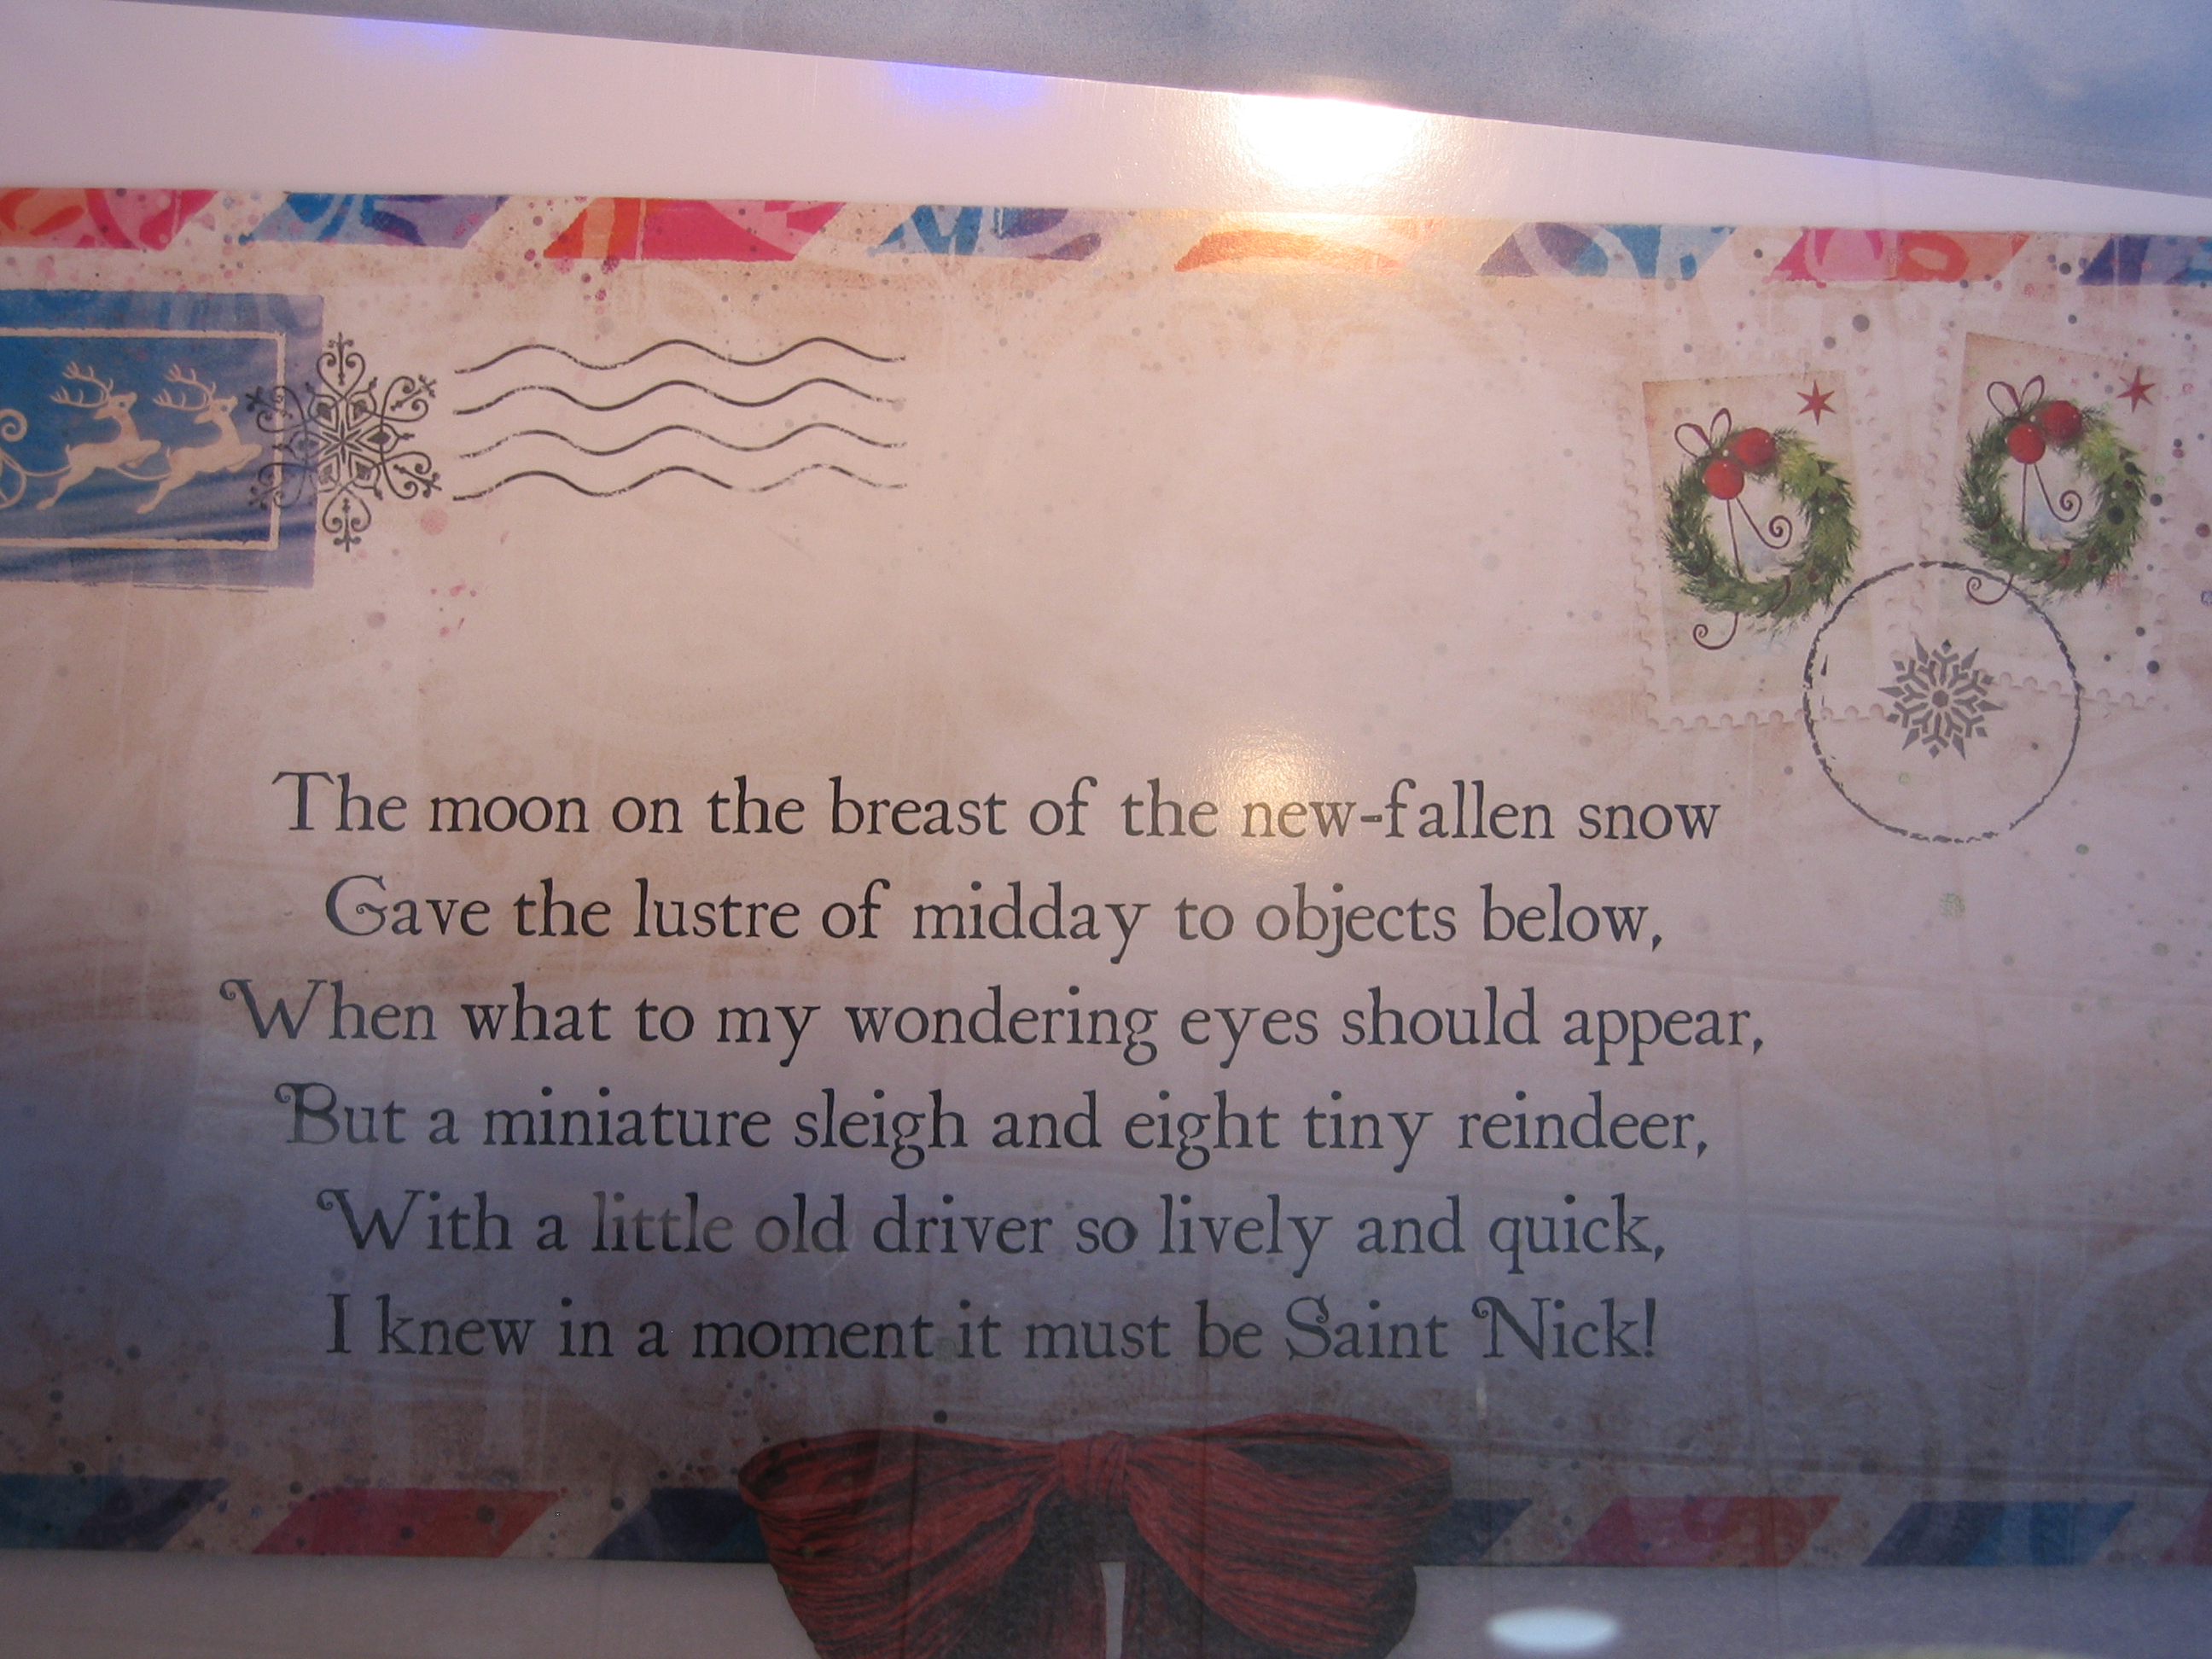 The moon on the breast of the new-fallen snow
Gave the lustre of midday to objects below,
When what to my wondering eyes should appear,
But a miniature sleigh and eight tiny reindeer,
With a little old driver so lively and quick,
I knew in a moment it must be Saint Nick!